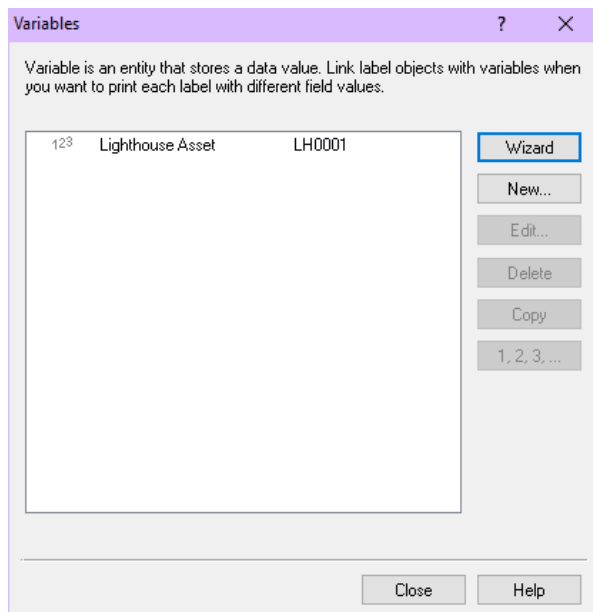 Variables ? ×
Variable is an entity that stores a data value. Link label objects with variables when
you want to print each label with different field values.
123 Lighthouse Asset LH0001
Wizard
New...
Edit...
Delete
Copy
1, 2, 3, ...
Close Help